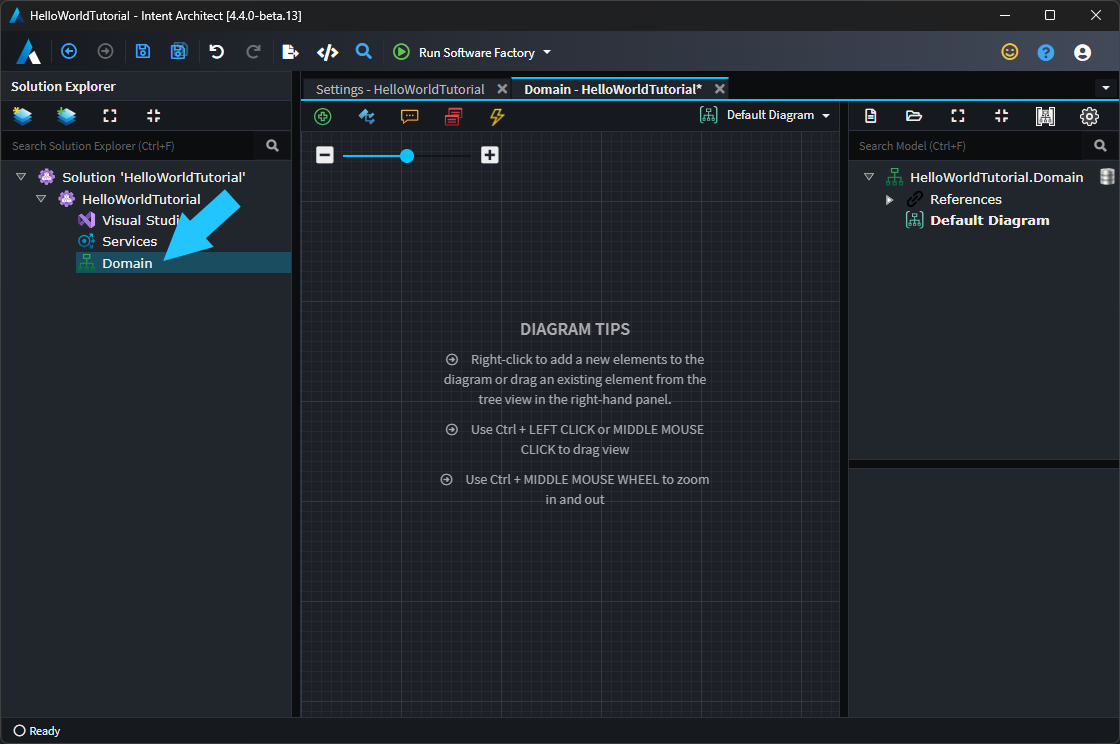 HelloWorldTutorial - Intent Architect [4.4.0-beta.13]
Run Software Factory
Solution Explorer
Search Solution Explorer (Ctrl+F)
Solution 'HelloWorldTutorial'
HelloWorldTutorial
Visual
Services
Domain
Settings - HelloWorldTutorial
Domain - HelloWorldTutorial*
Default Diagram
DIAGRAM TIPS
Right-click to add a new elements to the
diagram or drag an existing element from the
tree view in the right-hand panel.
Use Ctrl + LEFT CLICK or MIDDLE MOUSE
CLICK to drag view
Use Ctrl + MIDDLE MOUSE WHEEL to zoom
in and out
Search Model (Ctrl+F)
HelloWorldTutorial.Domain
References
Default Diagram
Ready